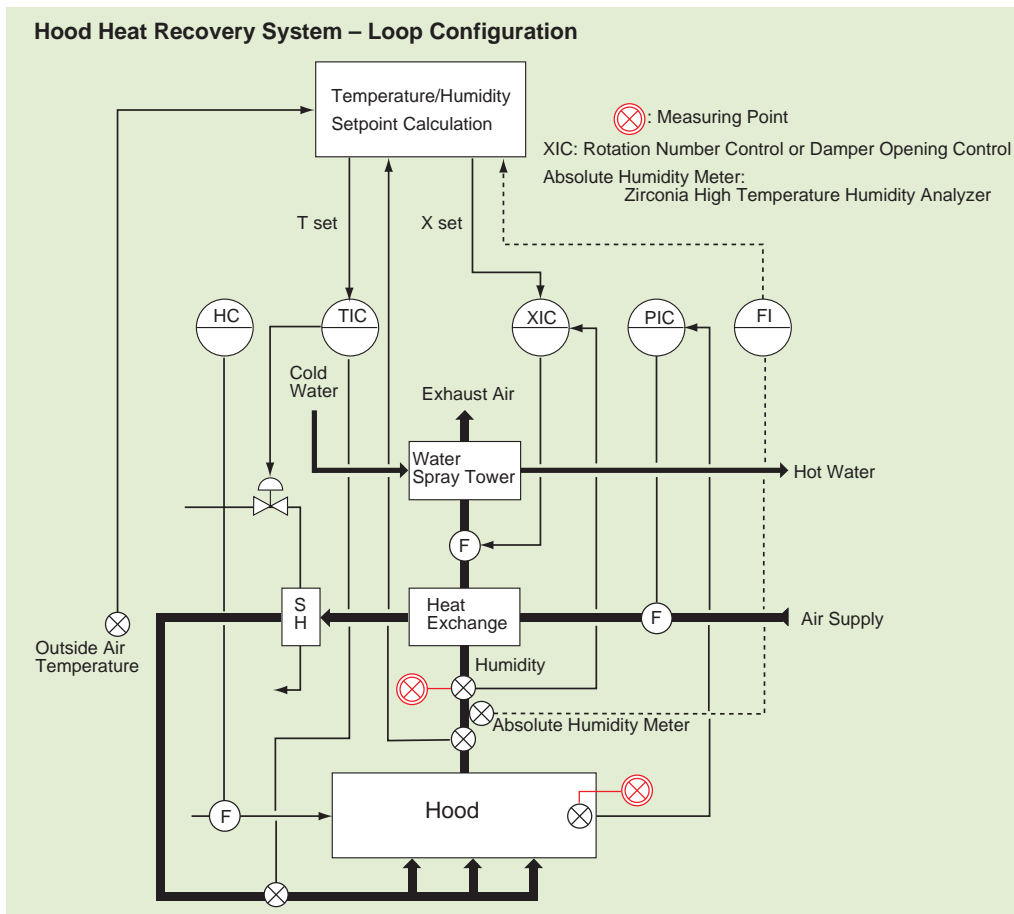 Hood Heat Recovery System – Loop Configuration
Temperature/Humidity
Setpoint Calculation
: Measuring Point
XIC: Rotation Number Control or Damper Opening Control
Absolute Humidity Meter:
Zirconia High Temperature Humidity Analyzer
T set
X set
HC
TIC
XIC
PIC
FI
Cold
Water
Exhaust Air
Water
Spray Tower
Hot Water
F
S
H
Heat
Exchange
F
Air Supply
Outside Air
Temperature
Humidity
Absolute Humidity Meter
F
Hood